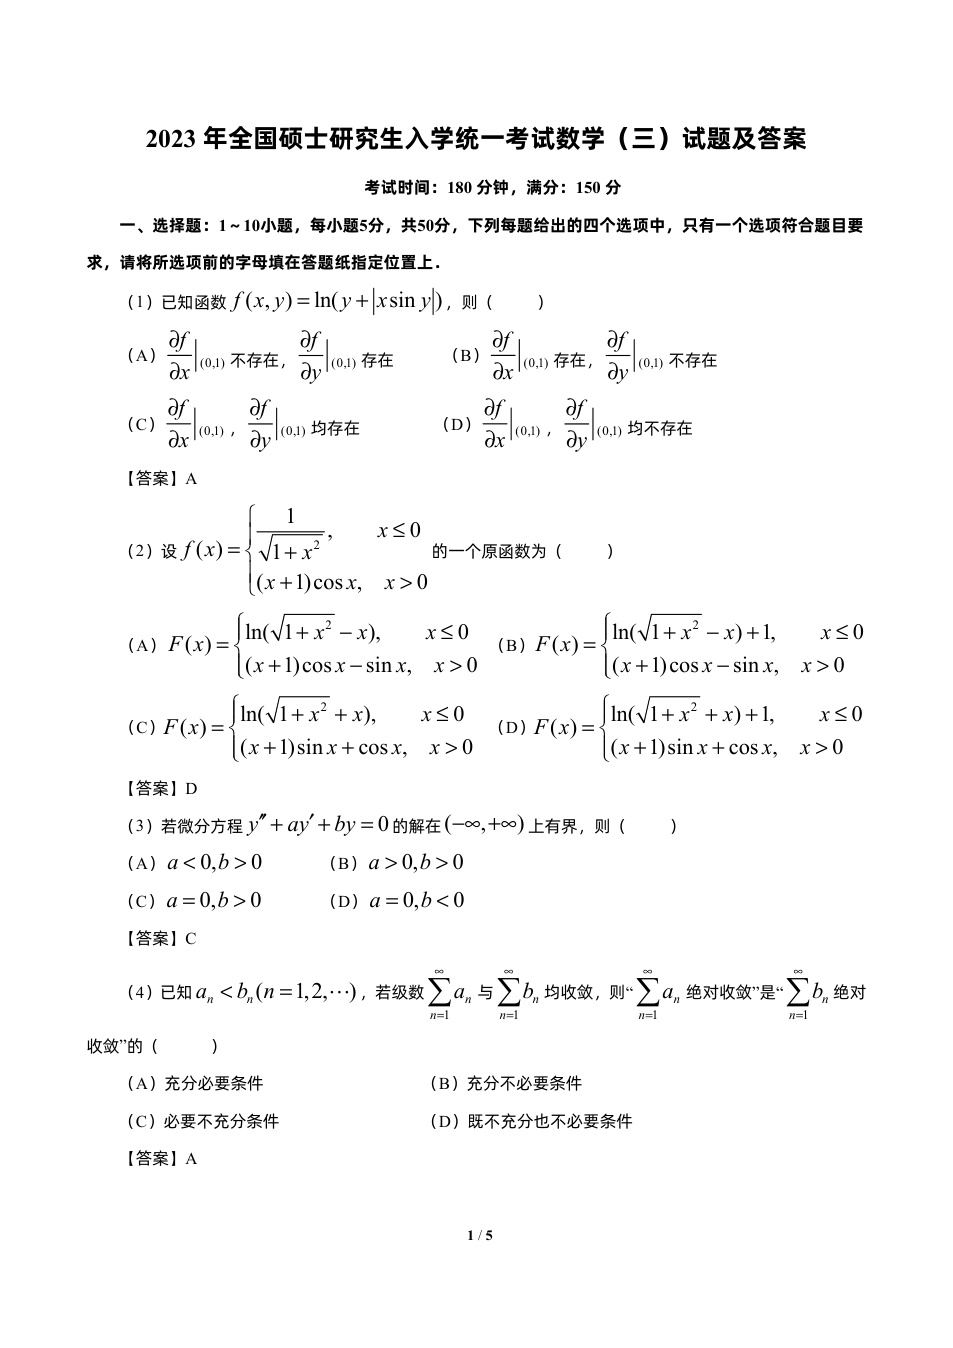 2023 年全国硕士研究生入学统一考试数学（三）试题及答案
考试时间：180 分钟，满分：150 分
一、选择题：1～10小题，每小题5分，共50分，下列每题给出的四个选项中，只有一个选项符合题目要
求，请将所选项前的字母填在答题纸指定位置上．
（1）已知函数 f(x, y) = ln(y + |x sin y|)，则（ ）
（A）∂f/∂x|(0,1) 不存在，∂f/∂y|(0,1) 存在 （B）∂f/∂x|(0,1) 存在，∂f/∂y|(0,1) 不存在
（C）∂f/∂x|(0,1)，∂f/∂y|(0,1) 均存在 （D）∂f/∂x|(0,1)，∂f/∂y|(0,1) 均不存在
【答案】A
（2）设 f(x) = { 1/√(1+x²), x ≤ 0; (x+1)cos x, x > 0 的一个原函数为（ ）
（A）F(x) = { ln(√(1+x²) − x), x ≤ 0; (x+1)cos x − sin x, x > 0 （B）F(x) = { ln(√(1+x²) − x) + 1, x ≤ 0; (x+1)cos x − sin x, x > 0
（C）F(x) = { ln(√(1+x²) + x), x ≤ 0; (x+1)sin x + cos x, x > 0 （D）F(x) = { ln(√(1+x²) + x) + 1, x ≤ 0; (x+1)sin x + cos x, x > 0
【答案】D
（3）若微分方程 y″ + ay′ + by = 0 的解在 (−∞,+∞) 上有界，则（ ）
（A）a < 0, b > 0 （B）a > 0, b > 0
（C）a = 0, b > 0 （D）a = 0, b < 0
【答案】C
（4）已知 aₙ < bₙ (n = 1, 2, ⋯)，若级数 ∑_{n=1}^{∞} aₙ 与 ∑_{n=1}^{∞} bₙ 均收敛，则“∑_{n=1}^{∞} aₙ 绝对收敛”是“∑_{n=1}^{∞} bₙ 绝对
收敛”的（ ）
（A）充分必要条件 （B）充分不必要条件
（C）必要不充分条件 （D）既不充分也不必要条件
【答案】A
1 / 5